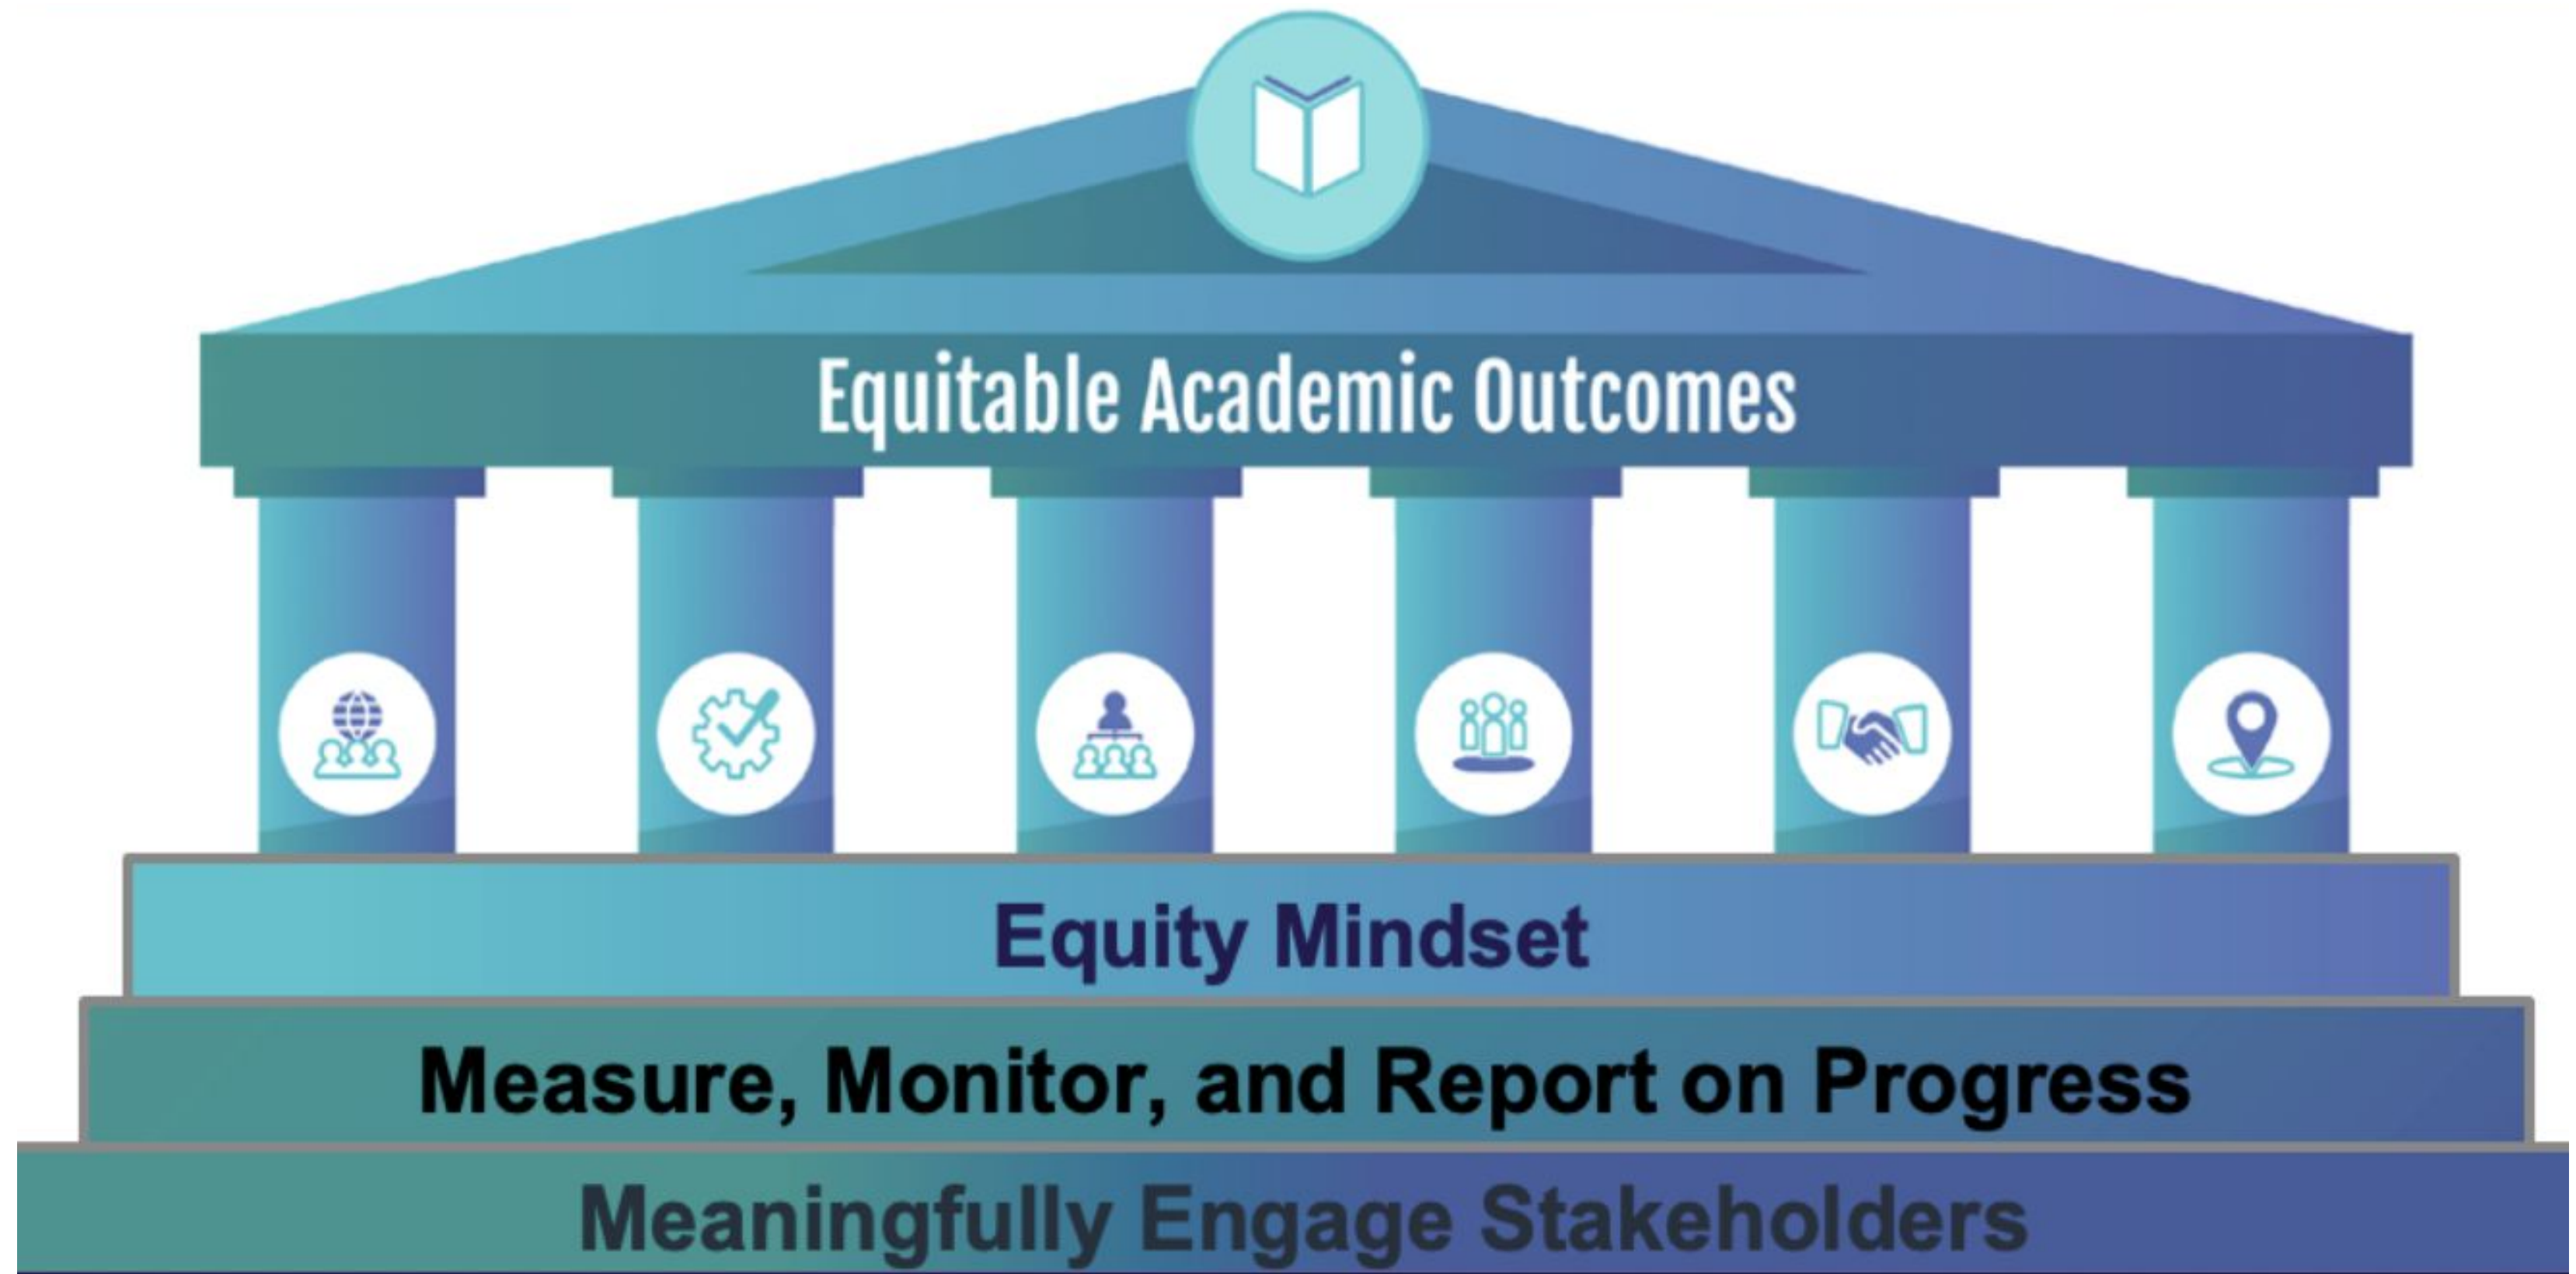 Equitable Academic Outcomes
Equity Mindset
Measure, Monitor, and Report on Progress
Meaningfully Engage Stakeholders